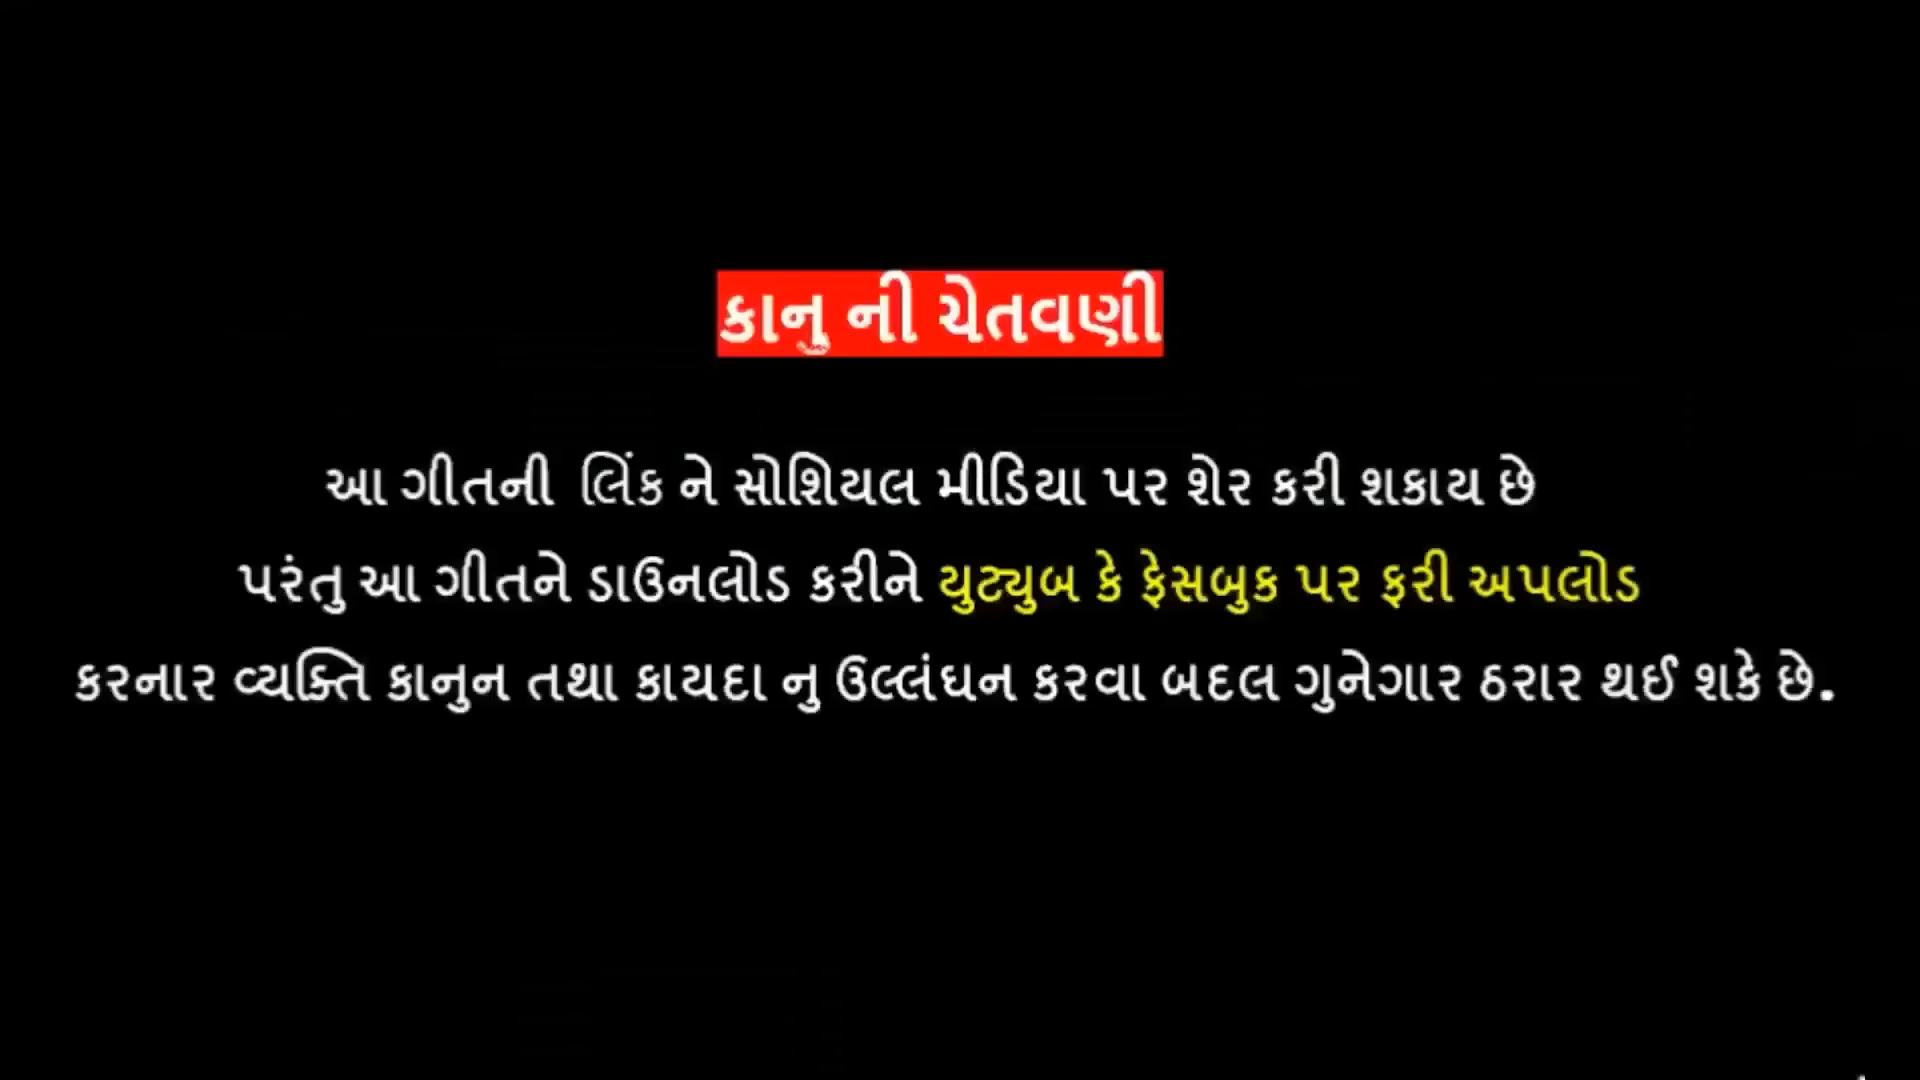 કાનુ ની ચેતવણી
આ ગીતની લિંક ને સોશિયલ મીડિયા પર શેર કરી શકાય છે
પરંતુ આ ગીતને ડાઉનલોડ કરીને યુટ્યુબ કે ફેસબુક પર ફરી અપલોડ
કરનાર વ્યક્તિ કાનુન તથા કાયદા નુ ઉલ્લંઘન કરવા બદલ ગુનેગાર ઠરાર થઈ શકે છે.